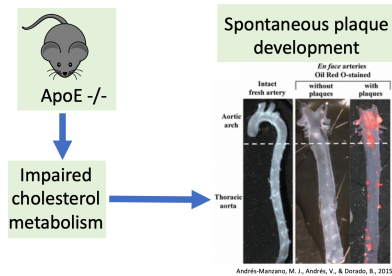 ApoE -/-
Impaired
cholesterol
metabolism
Spontaneous plaque
development
En face arteries
Oil Red O-stained
Intact
fresh artery
without
plaques
with
plaques
Aortic
arch
Thoracic
aorta
Andrés-Manzano, M. J., Andrés, V., & Dorado, B., 2015